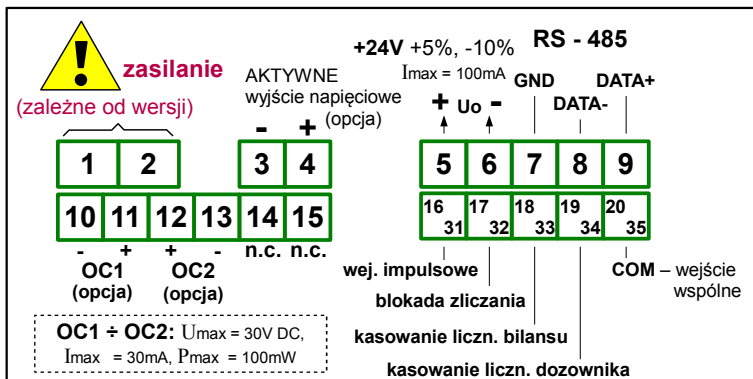 zasilanie
(zależne od wersji)
AKTYWNE
wyjście napięciowe
(opcja)
- +
+24V +5%, -10%
Imax = 100mA
+ Uo -
RS - 485
GND
DATA-
DATA+
1 2 3 4 5 6 7 8 9
10 11 12 13 14 15
16 31 17 32 18 33 19 34 20 35
- + + - n.c. n.c.
OC1
(opcja)
OC2
(opcja)
wej. impulsowe
blokada zliczania
kasowanie liczn. bilansu
kasowanie liczn. dozownika
COM – wejście
wspólne
OC1 ÷ OC2: Umax = 30V DC,
Imax = 30mA, Pmax = 100mW